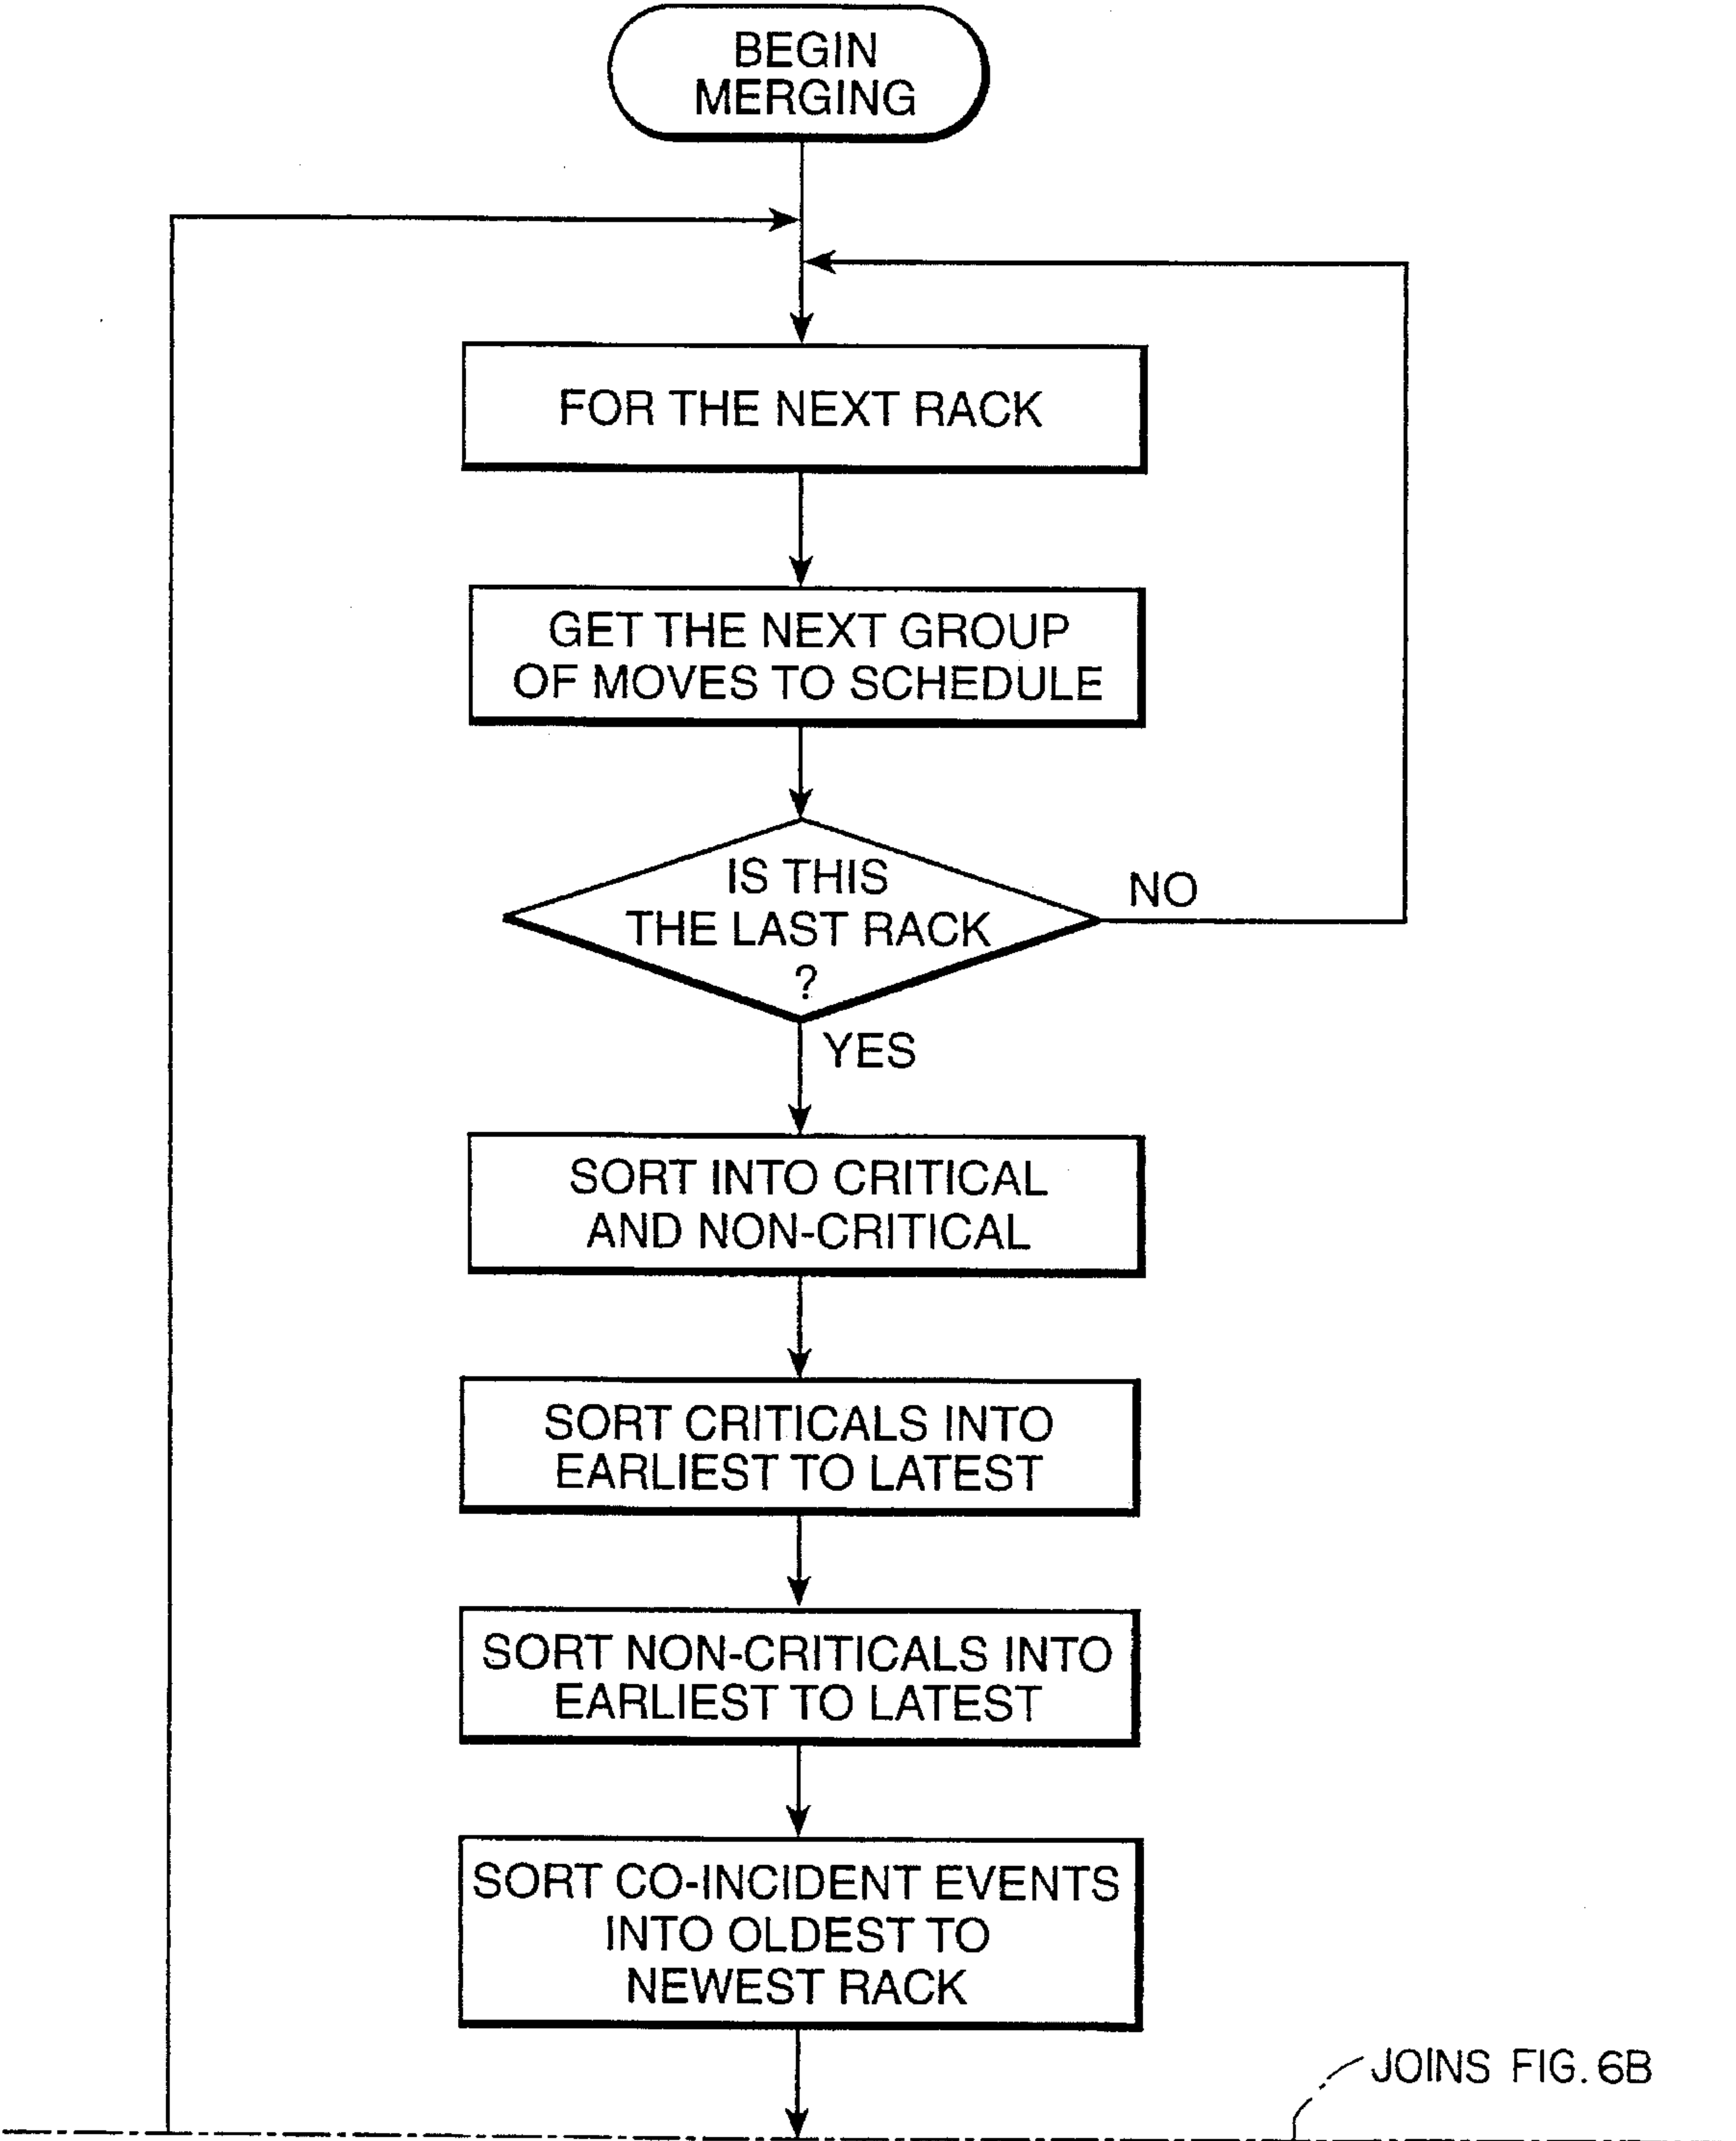 BEGIN
MERGING
FOR THE NEXT RACK
GET THE NEXT GROUP
OF MOVES TO SCHEDULE
IS THIS
THE LAST RACK
?
NO
YES
SORT INTO CRITICAL
AND NON-CRITICAL
SORT CRITICALS INTO
EARLIEST TO LATEST
SORT NON-CRITICALS INTO
EARLIEST TO LATEST
SORT CO-INCIDENT EVENTS
INTO OLDEST TO
NEWEST RACK
JOINS FIG. 6B